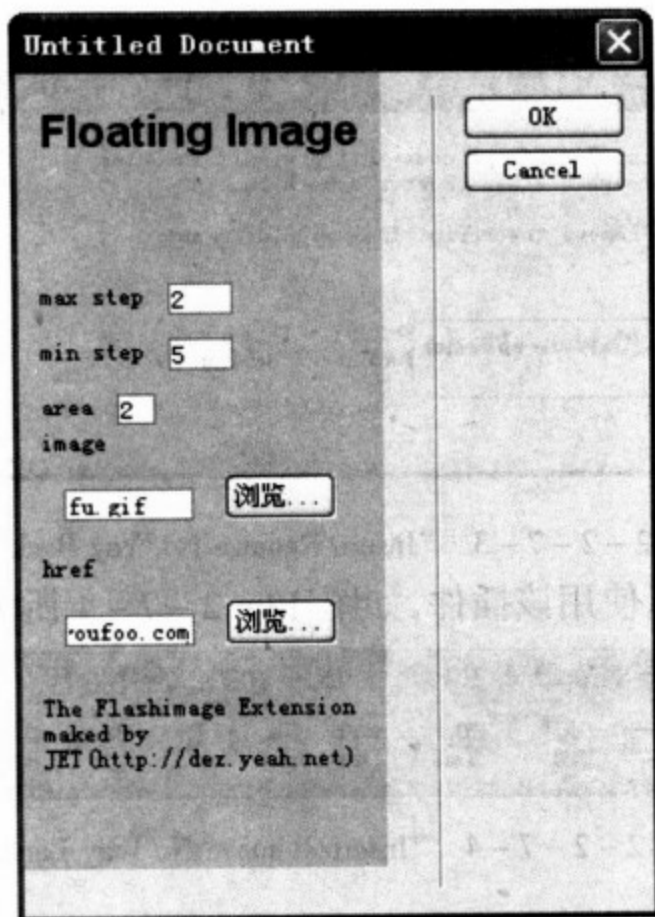 Untitled Document
Floating Image
OK
Cancel
max step 2
min step 5
area 2
image
fu.gif 浏览...
href
oufoo.com 浏览...
The Flashimage Extension
maked by
JET(http://dez.yeah.net)